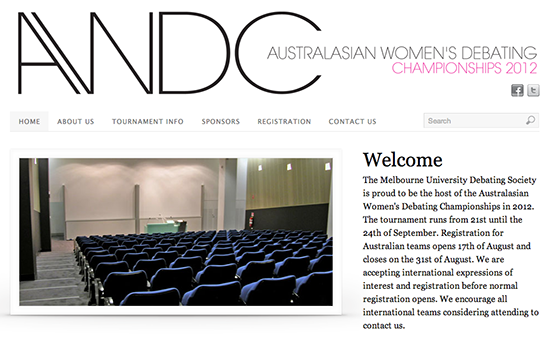 AWDC
AUSTRALASIAN WOMEN'S DEBATING
CHAMPIONSHIPS 2012
HOME ABOUT US TOURNAMENT INFO SPONSORS REGISTRATION CONTACT US Search
Welcome
The Melbourne University Debating Society
is proud to be the host of the Australasian
Women's Debating Championships in 2012.
The tournament runs from 21st until the
24th of September. Registration for
Australian teams opens 17th of August and
closes on the 31st of August. We are
accepting international expressions of
interest and registration before normal
registration opens. We encourage all
international teams considering attending to
contact us.